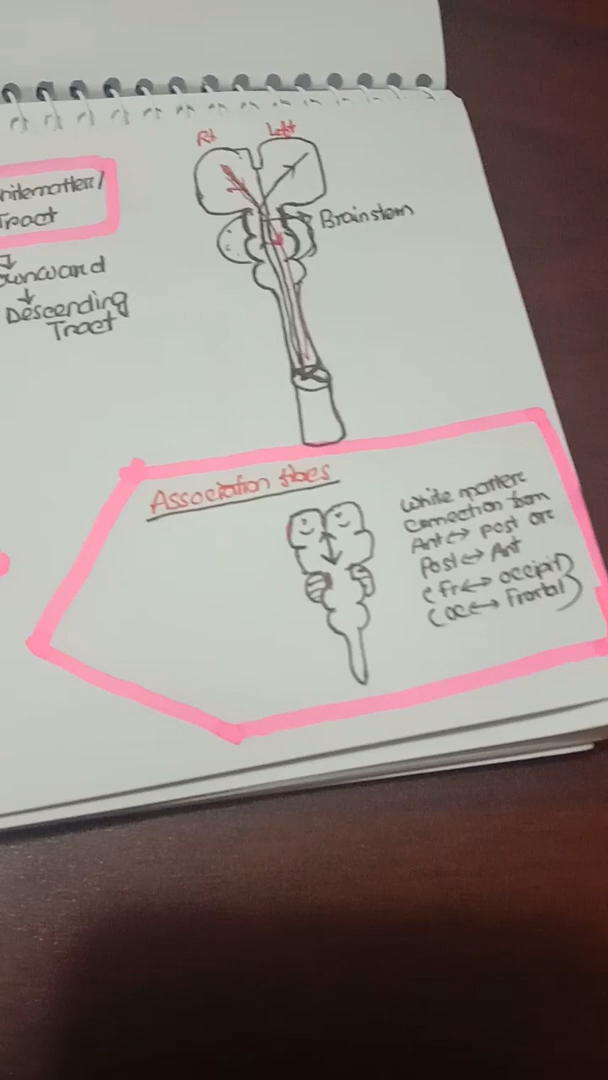 hitematter/
Tract
ownward
Descending
Tract
Rt
Left
Brainstem
Association fibes
White matter
connection from
Ant ↔ post or
Post ↔ Ant
(fr ↔ occipit)
(occ ↔ Frontal)